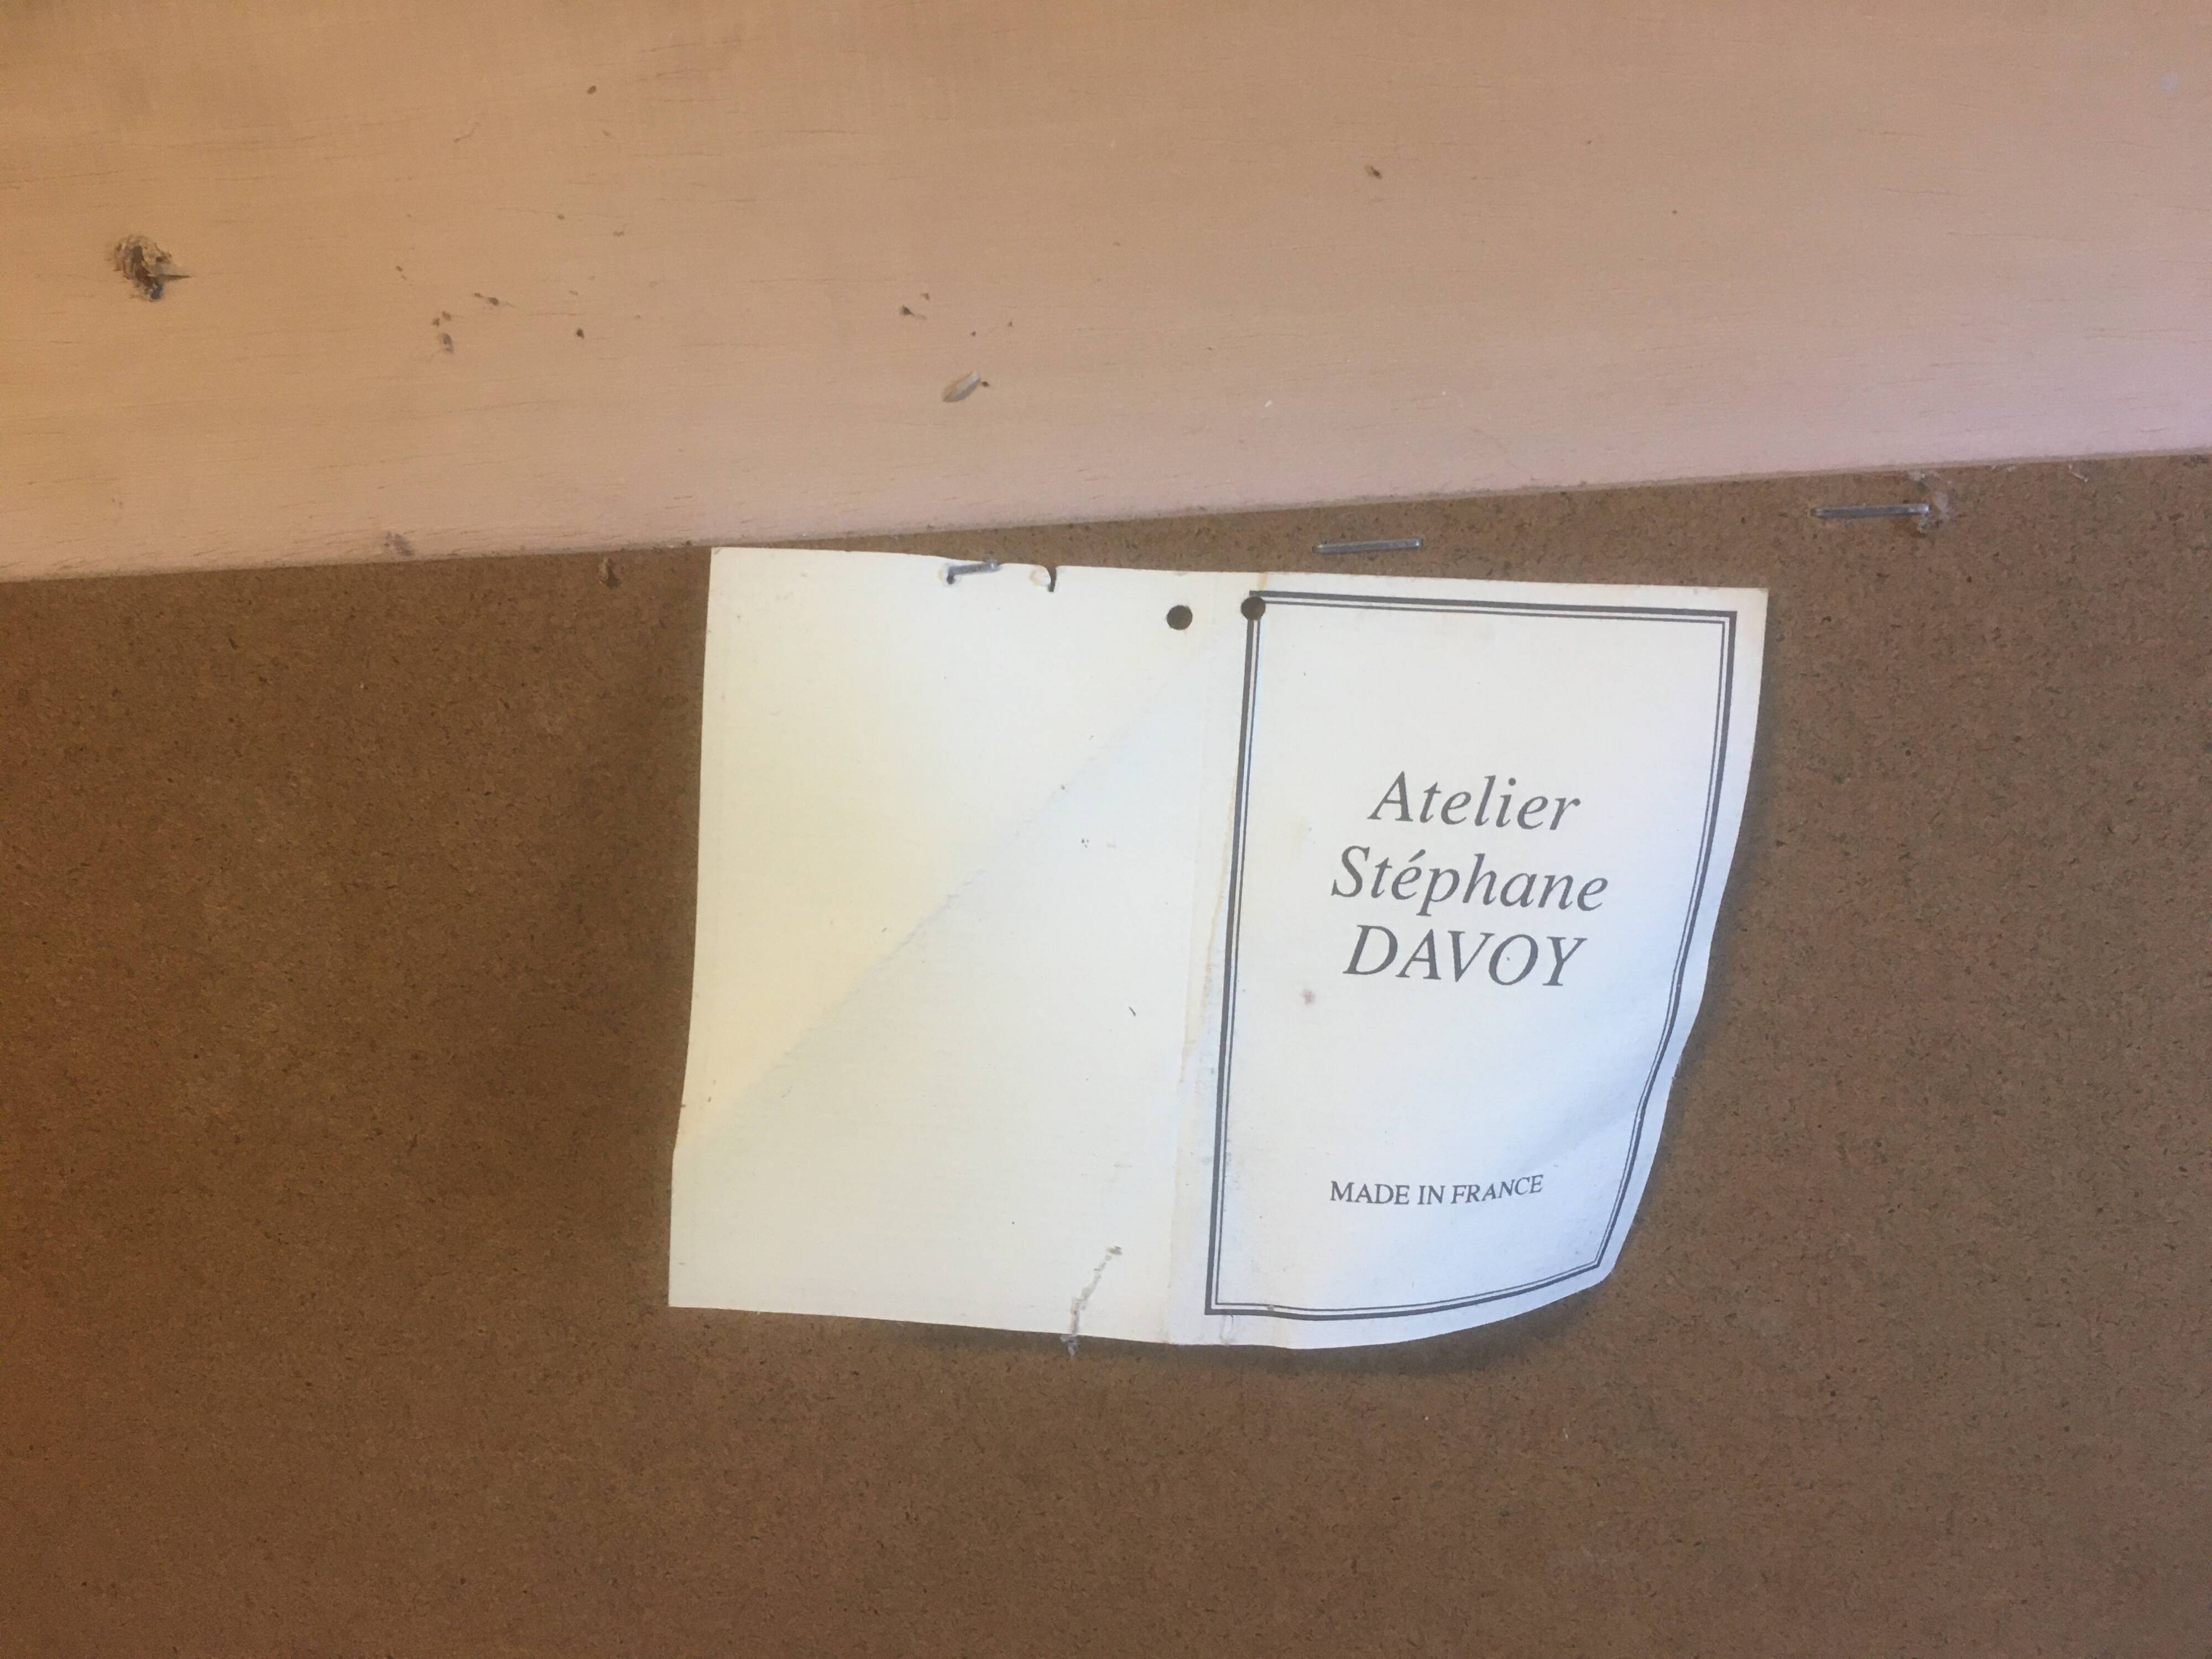 Atelier
Stéphane
DAVOY
MADE IN FRANCE